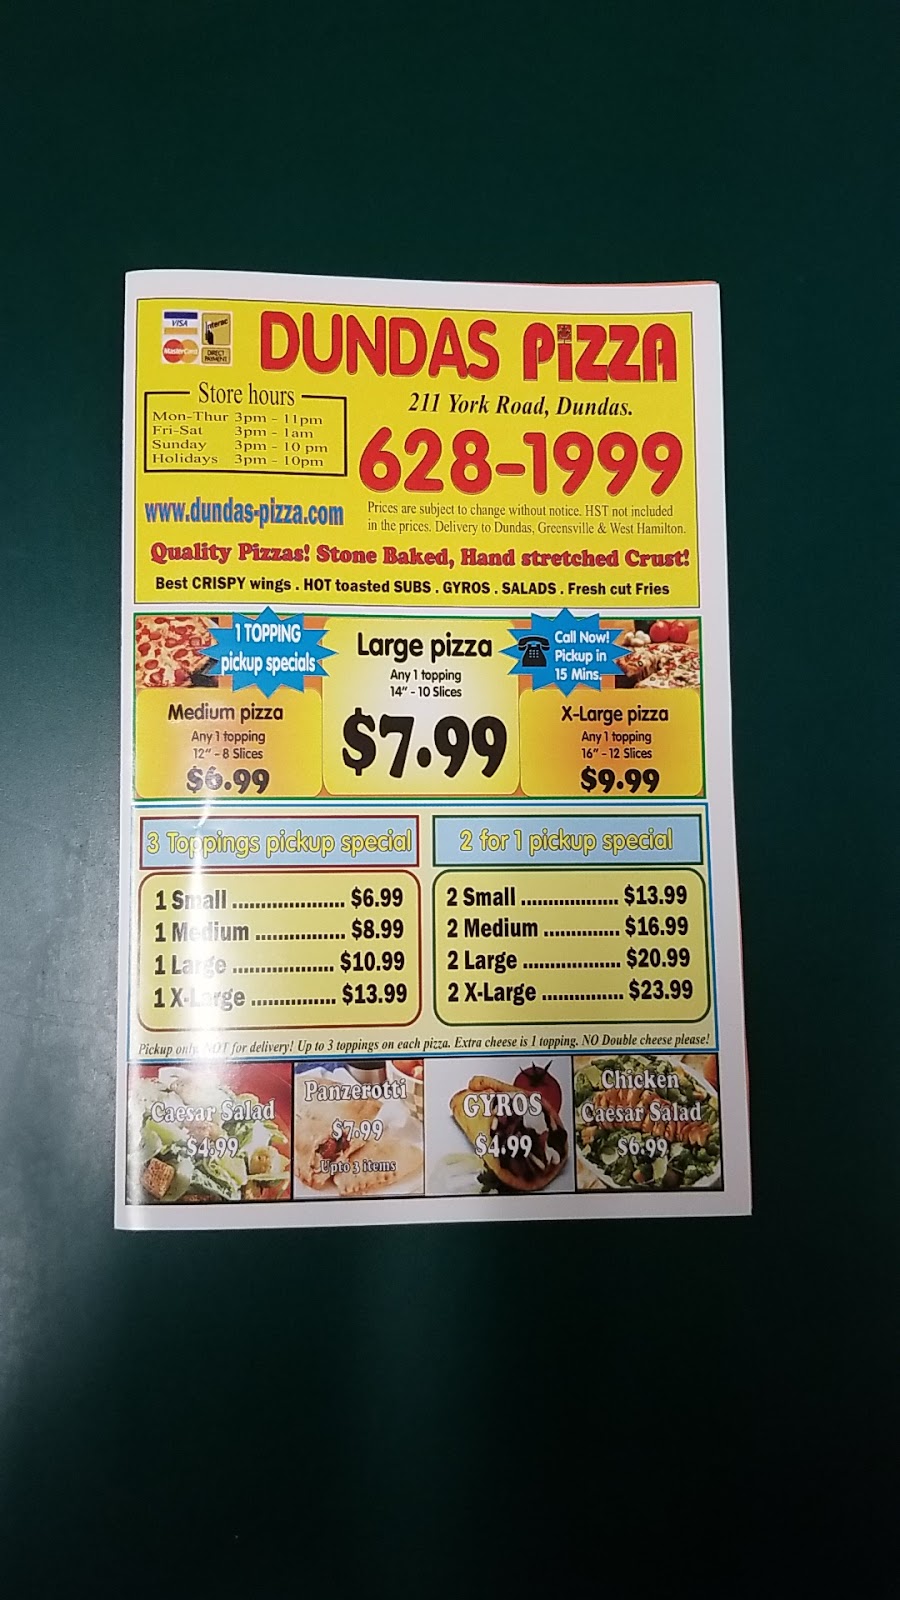 VISA
MasterCard
Interac
DIRECT PAYMENT
DUNDAS PIZZA
211 York Road, Dundas.
628-1999
Store hours
Mon-Thur 3pm - 11pm
Fri-Sat 3pm - 1am
Sunday 3pm - 10 pm
Holidays 3pm - 10pm
www.dundas-pizza.com
Prices are subject to change without notice. HST not included
in the prices. Delivery to Dundas, Greensville & West Hamilton.
Quality Pizzas! Stone Baked, Hand stretched Crust!
Best CRISPY wings . HOT toasted SUBS . GYROS . SALADS . Fresh cut Fries
1 TOPPING
pickup specials
Medium pizza
Any 1 topping
12" - 8 Slices
$6.99
Large pizza
Any 1 topping
14" - 10 Slices
$7.99
Call Now!
Pickup in
15 Mins.
X-Large pizza
Any 1 topping
16" - 12 Slices
$9.99
3 Toppings pickup special
1 Small .................... $6.99
1 Medium ................ $8.99
1 Large .................. $10.99
1 X-Large ............... $13.99
2 for 1 pickup special
2 Small .................. $13.99
2 Medium .............. $16.99
2 Large .................. $20.99
2 X-Large ............... $23.99
Pickup only. NOT for delivery! Up to 3 toppings on each pizza. Extra cheese is 1 topping. NO Double cheese please!
Caesar Salad
$4.99
Panzerotti
$7.99
Upto 3 items
GYROS
$4.99
Chicken
Caesar Salad
$6.99